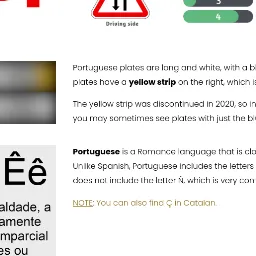 Driving side
3
4
Portuguese plates are long and white, with a bl
plates have a yellow strip on the right, which is
The yellow strip was discontinued in 2020, so in
you may sometimes see plates with just the blu
Êê
Portuguese is a Romance language that is clo
Unlike Spanish, Portuguese includes the letters
does not include the letter Ñ, which is very com
NOTE: You can also find Ç in Catalan.
aldade, a
amente
mparcial
es ou